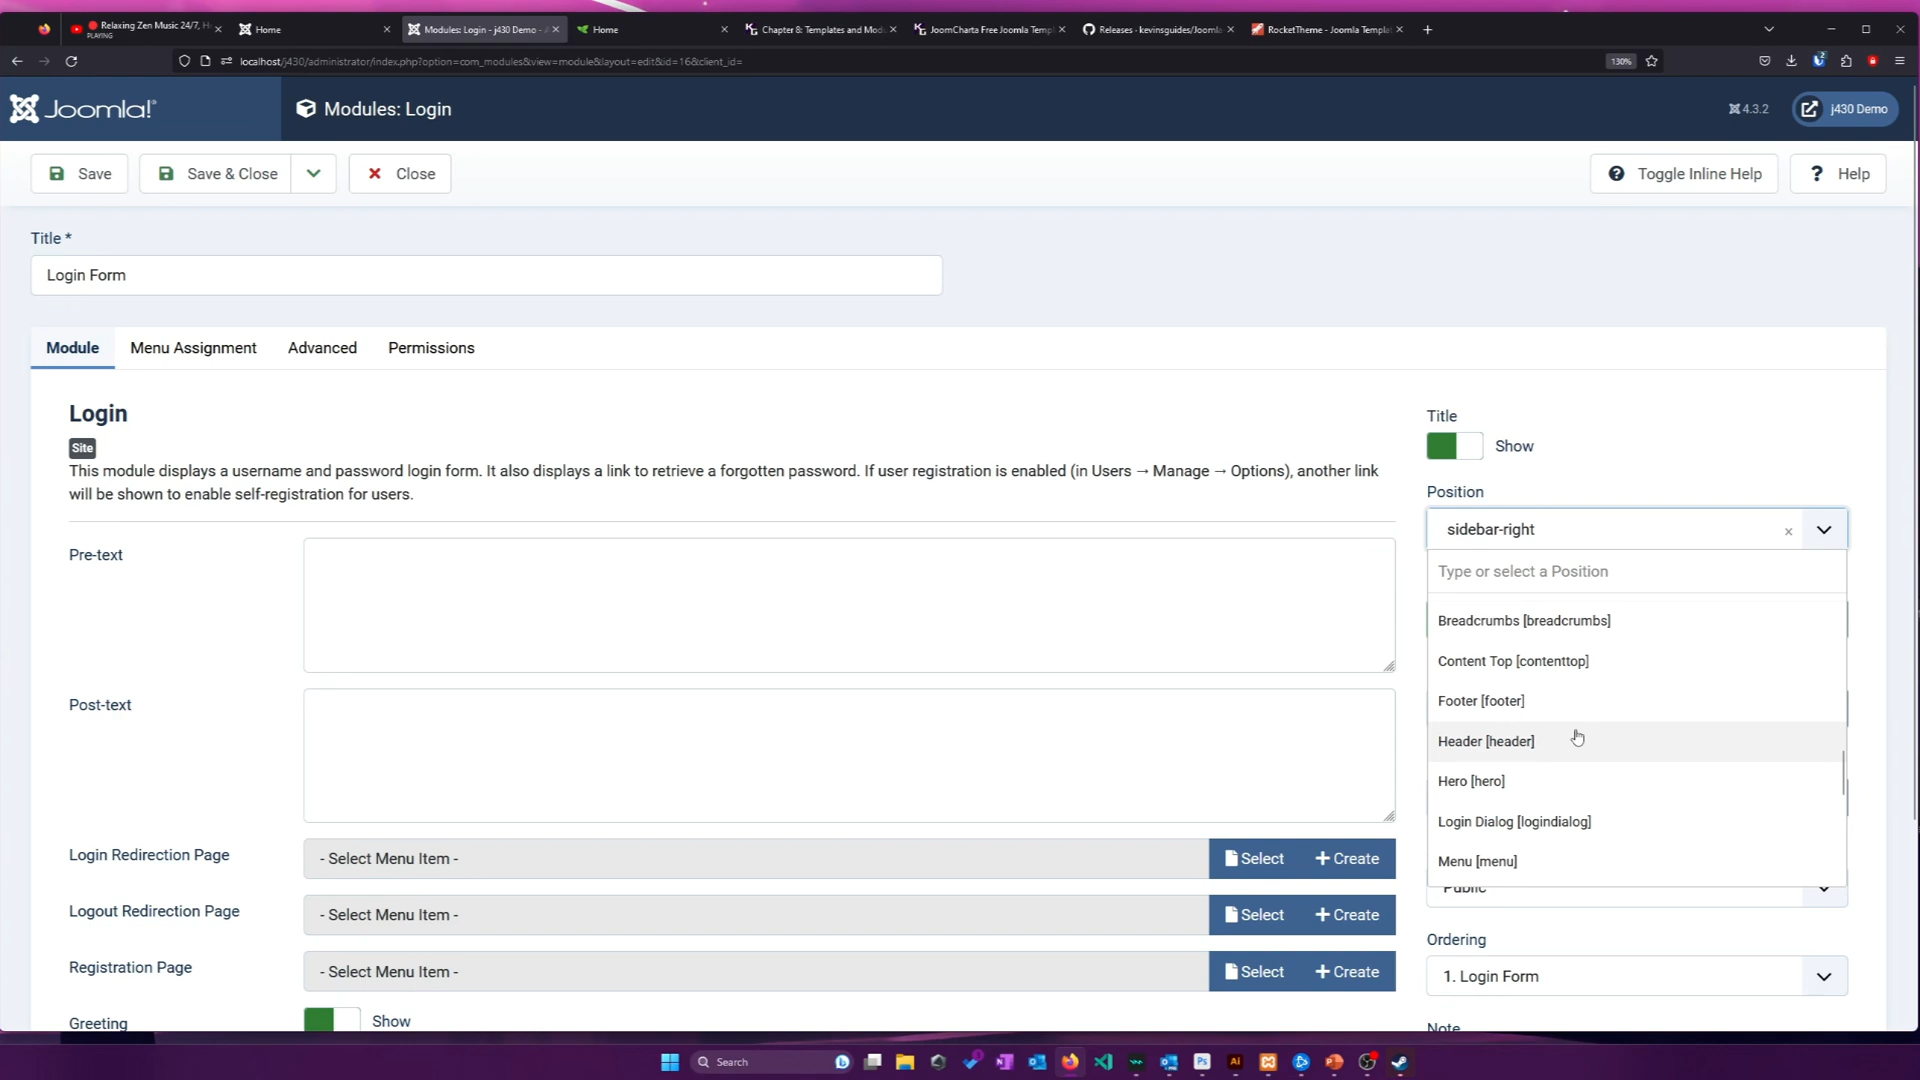 Relaxing Zen Music 24/7, H
PLAYING
Home
Modules: Login - j430 Demo - A
Home
Chapter 8: Templates and Mod
JoomCharta Free Joomla Templ
Releases · kevinsguides/Joomla
RocketTheme - Joomla Templat
localhost/j430/administrator/index.php?option=com_modules&view=module&layout=edit&id=16&client_id=
130%
Joomla!
Modules: Login
4.3.2
j430 Demo
Save
Save & Close
Close
Toggle Inline Help
? Help
Title *
Login Form
Module
Menu Assignment
Advanced
Permissions
Login
Site
This module displays a username and password login form. It also displays a link to retrieve a forgotten password. If user registration is enabled (in Users → Manage → Options), another link
will be shown to enable self-registration for users.
Pre-text
Post-text
Login Redirection Page
- Select Menu Item -
Select
+ Create
Logout Redirection Page
- Select Menu Item -
Select
+ Create
Registration Page
- Select Menu Item -
Select
+ Create
Greeting
Show
Title
Show
Position
sidebar-right
Type or select a Position
Breadcrumbs [breadcrumbs]
Content Top [contenttop]
Footer [footer]
Header [header]
Hero [hero]
Login Dialog [logindialog]
Menu [menu]
Public
Ordering
1. Login Form
Note
Search